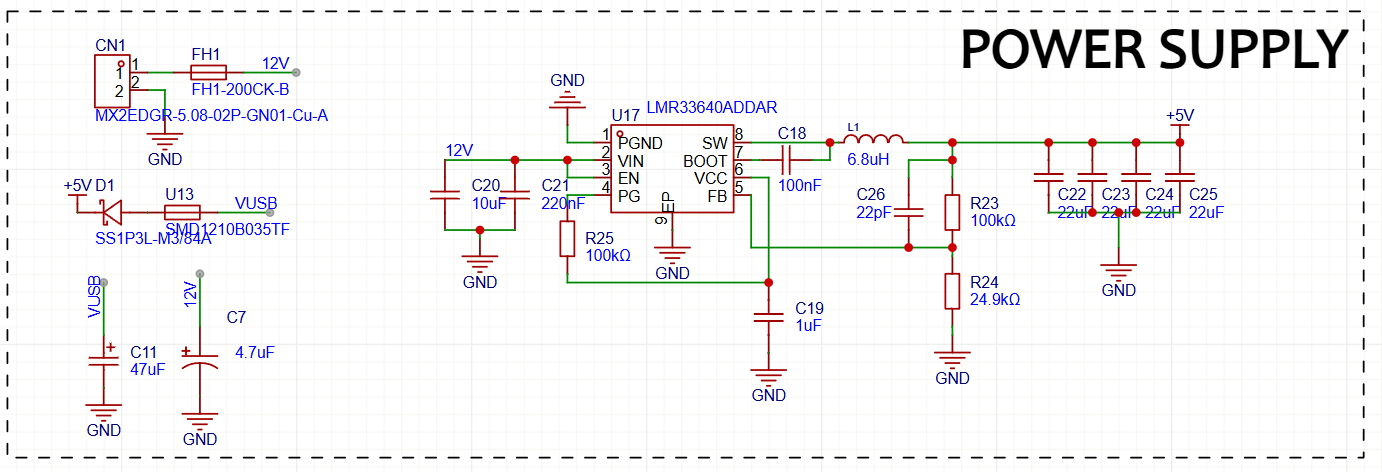 POWER SUPPLY
CN1
1
1
2
2
FH1
12V
FH1-200CK-B
MX2EDGR-5.08-02P-GN01-Cu-A
GND
+5V
D1
U13
VUSB
SMD1210B035TF
SS1P3L-M3/84A
VUSB
12V
C7
C11
47uF
4.7uF
GND
GND
GND
U17
LMR33640ADDAR
1
PGND
2
VIN
3
EN
4
PG
SW
8
BOOT
7
VCC
6
FB
5
9
EP
GND
12V
C20
10uF
C21
220nF
GND
R25
100kΩ
C18
100nF
L1
6.8uH
C26
22pF
R23
100kΩ
R24
24.9kΩ
GND
C19
1uF
GND
+5V
C22
22uF
C23
22uF
C24
22uF
C25
22uF
GND